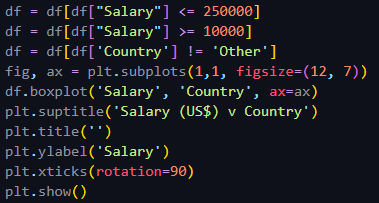 df = df[df["Salary"] <= 250000]
df = df[df["Salary"] >= 10000]
df = df[df['Country'] != 'Other']
fig, ax = plt.subplots(1,1, figsize=(12, 7))
df.boxplot('Salary', 'Country', ax=ax)
plt.suptitle('Salary (US$) v Country')
plt.title('')
plt.ylabel('Salary')
plt.xticks(rotation=90)
plt.show()